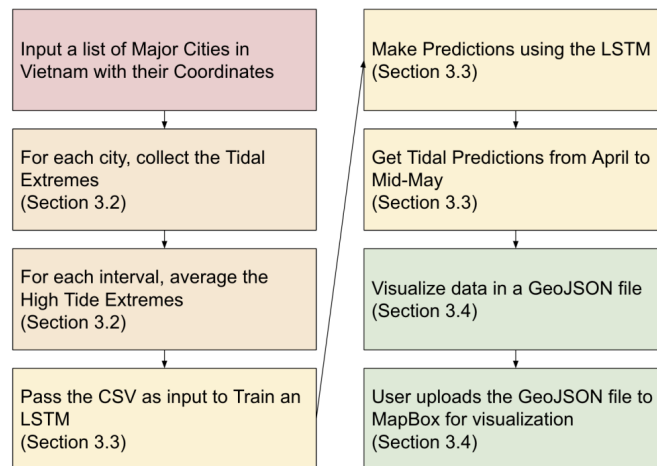 Input a list of Major Cities in
Vietnam with their Coordinates
For each city, collect the Tidal
Extremes
(Section 3.2)
For each interval, average the
High Tide Extremes
(Section 3.2)
Pass the CSV as input to Train an
LSTM
(Section 3.3)
Make Predictions using the LSTM
(Section 3.3)
Get Tidal Predictions from April to
Mid-May
(Section 3.3)
Visualize data in a GeoJSON file
(Section 3.4)
User uploads the GeoJSON file to
MapBox for visualization
(Section 3.4)